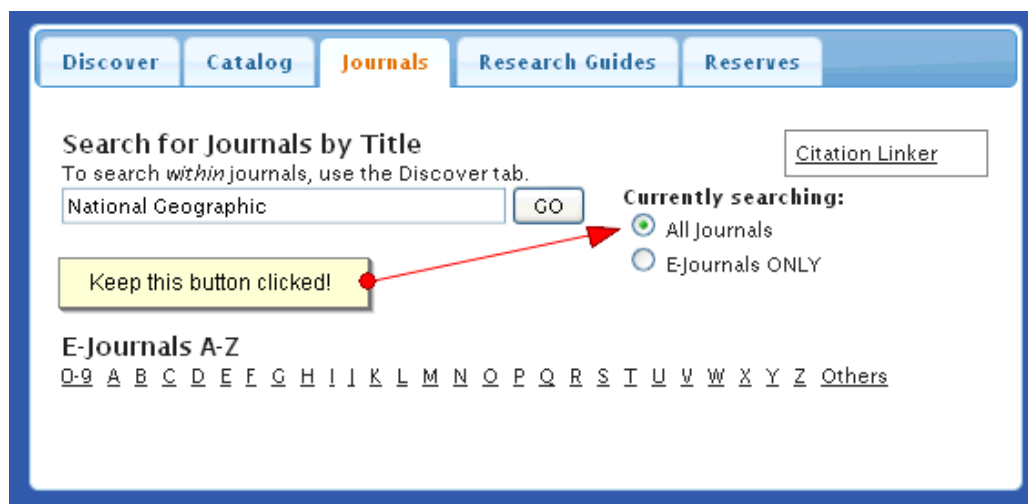 Discover Catalog Journals Research Guides Reserves
Search for Journals by Title
Citation Linker
To search within journals, use the Discover tab.
National Geographic GO
Currently searching:
All Journals
E-Journals ONLY
Keep this button clicked!
E-Journals A-Z
0-9 A B C D E F G H I J K L M N O P Q R S T U V W X Y Z Others